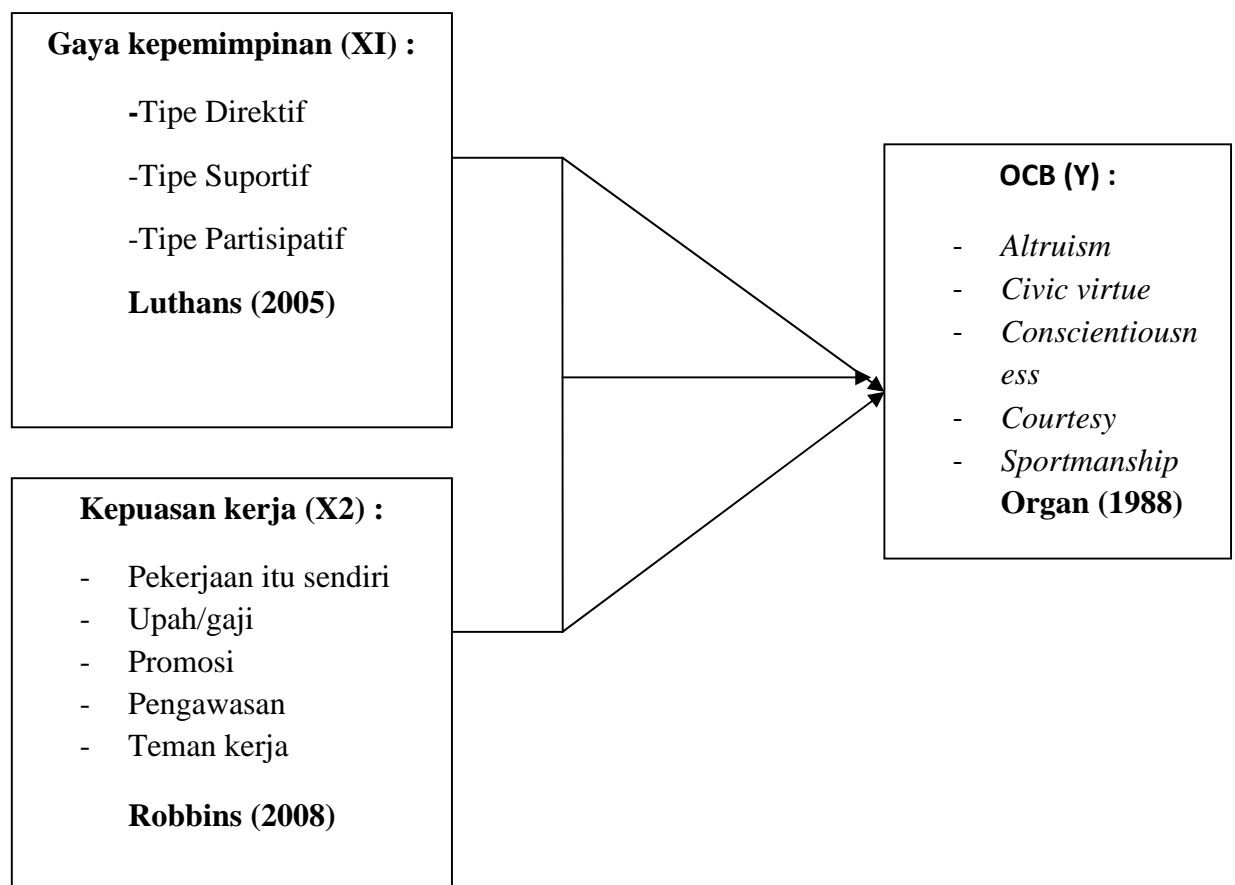 Gaya kepemimpinan (XI) :
-Tipe Direktif
-Tipe Suportif
-Tipe Partisipatif
Luthans (2005)
Kepuasan kerja (X2) :
- Pekerjaan itu sendiri
- Upah/gaji
- Promosi
- Pengawasan
- Teman kerja
Robbins (2008)
OCB (Y) :
- Altruism
- Civic virtue
- Conscientiousn
ess
- Courtesy
- Sportmanship
Organ (1988)